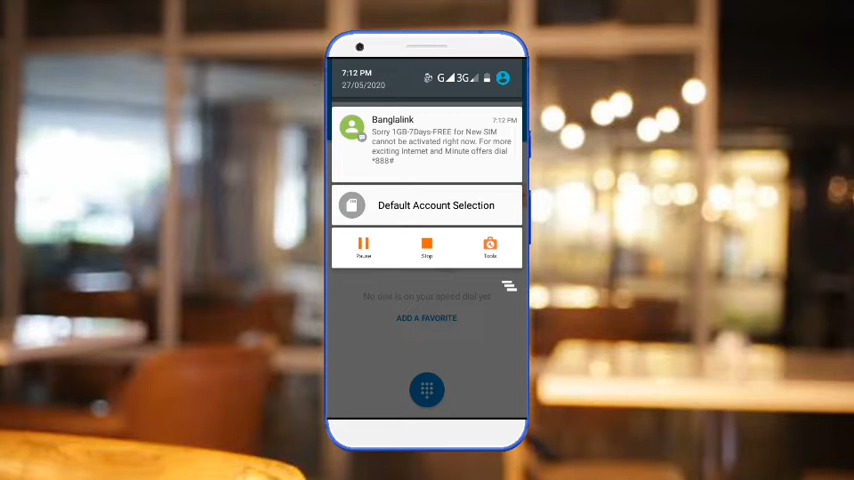 7:12 PM
27/05/2020
G 3G
Banglalink
7:12 PM
Sorry 1GB-7Days-FREE for New SIM
cannot be activated right now. For more
exciting Internet and Minute offers dial
*888#
Default Account Selection
Pause
Stop
Tools
No one is on your speed dial yet
ADD A FAVORITE